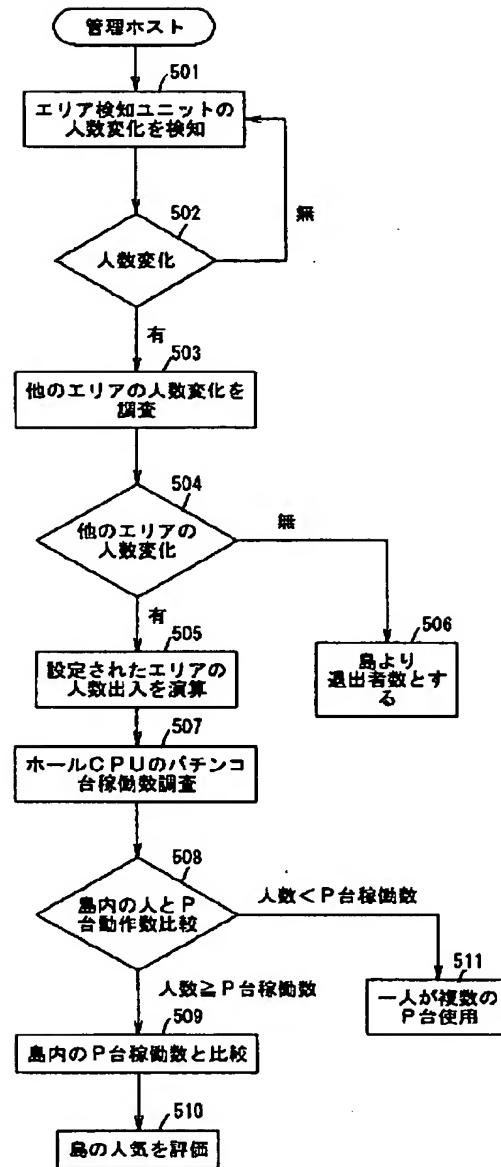 管理ホスト
501
エリア検知ユニットの
人数変化を検知
502
人数変化
無
有
503
他のエリアの人数変化を
調査
504
他のエリアの
人数変化
無
有
505
設定されたエリアの
人数出入を演算
506
島より
退出者数とす
る
507
ホールCPUのパチンコ
台稼働数調査
508
島内の人とP
台動作数比較
人数<P台稼働数
人数≧P台稼働数
511
一人が複数の
P台使用
509
島内のP台稼働数と比較
510
島の人気を評価